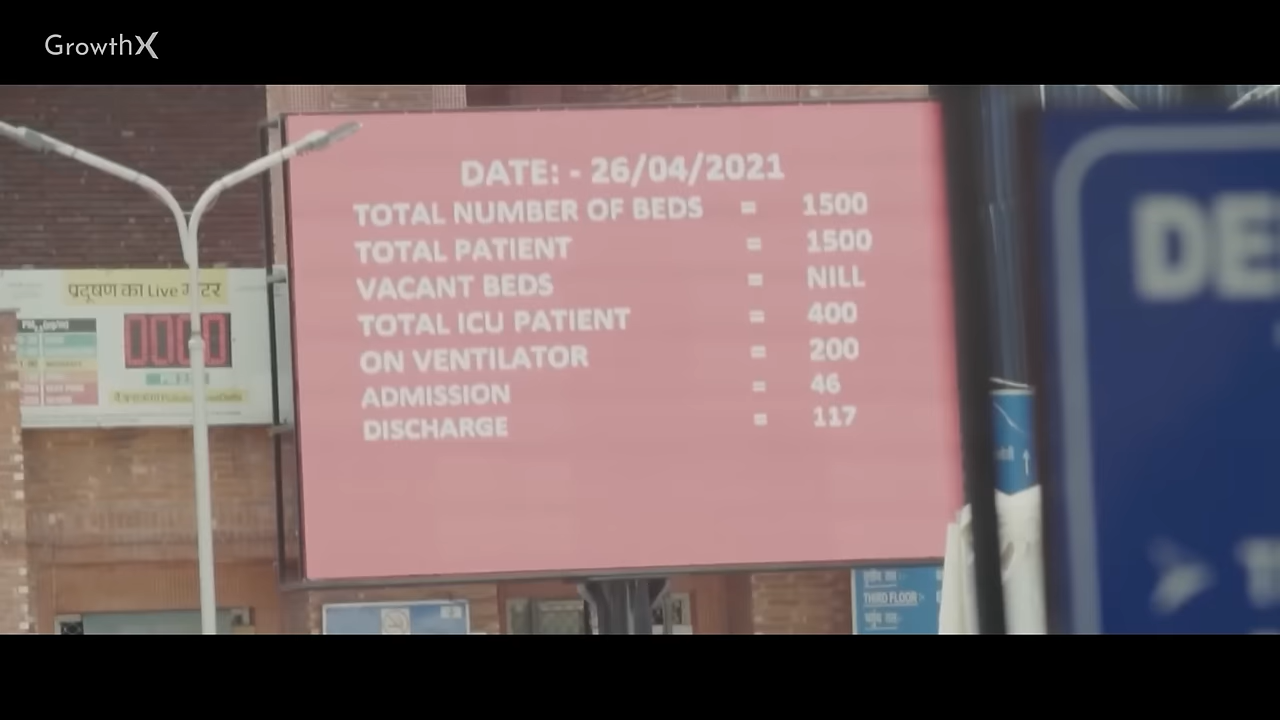 GrowthX
DATE: - 26/04/2021
TOTAL NUMBER OF BEDS = 1500
TOTAL PATIENT = 1500
VACANT BEDS = NILL
TOTAL ICU PATIENT = 400
ON VENTILATOR = 200
ADMISSION = 46
DISCHARGE = 117
प्रदूषण का Live मीटर
DE
THIRD FLOOR :-